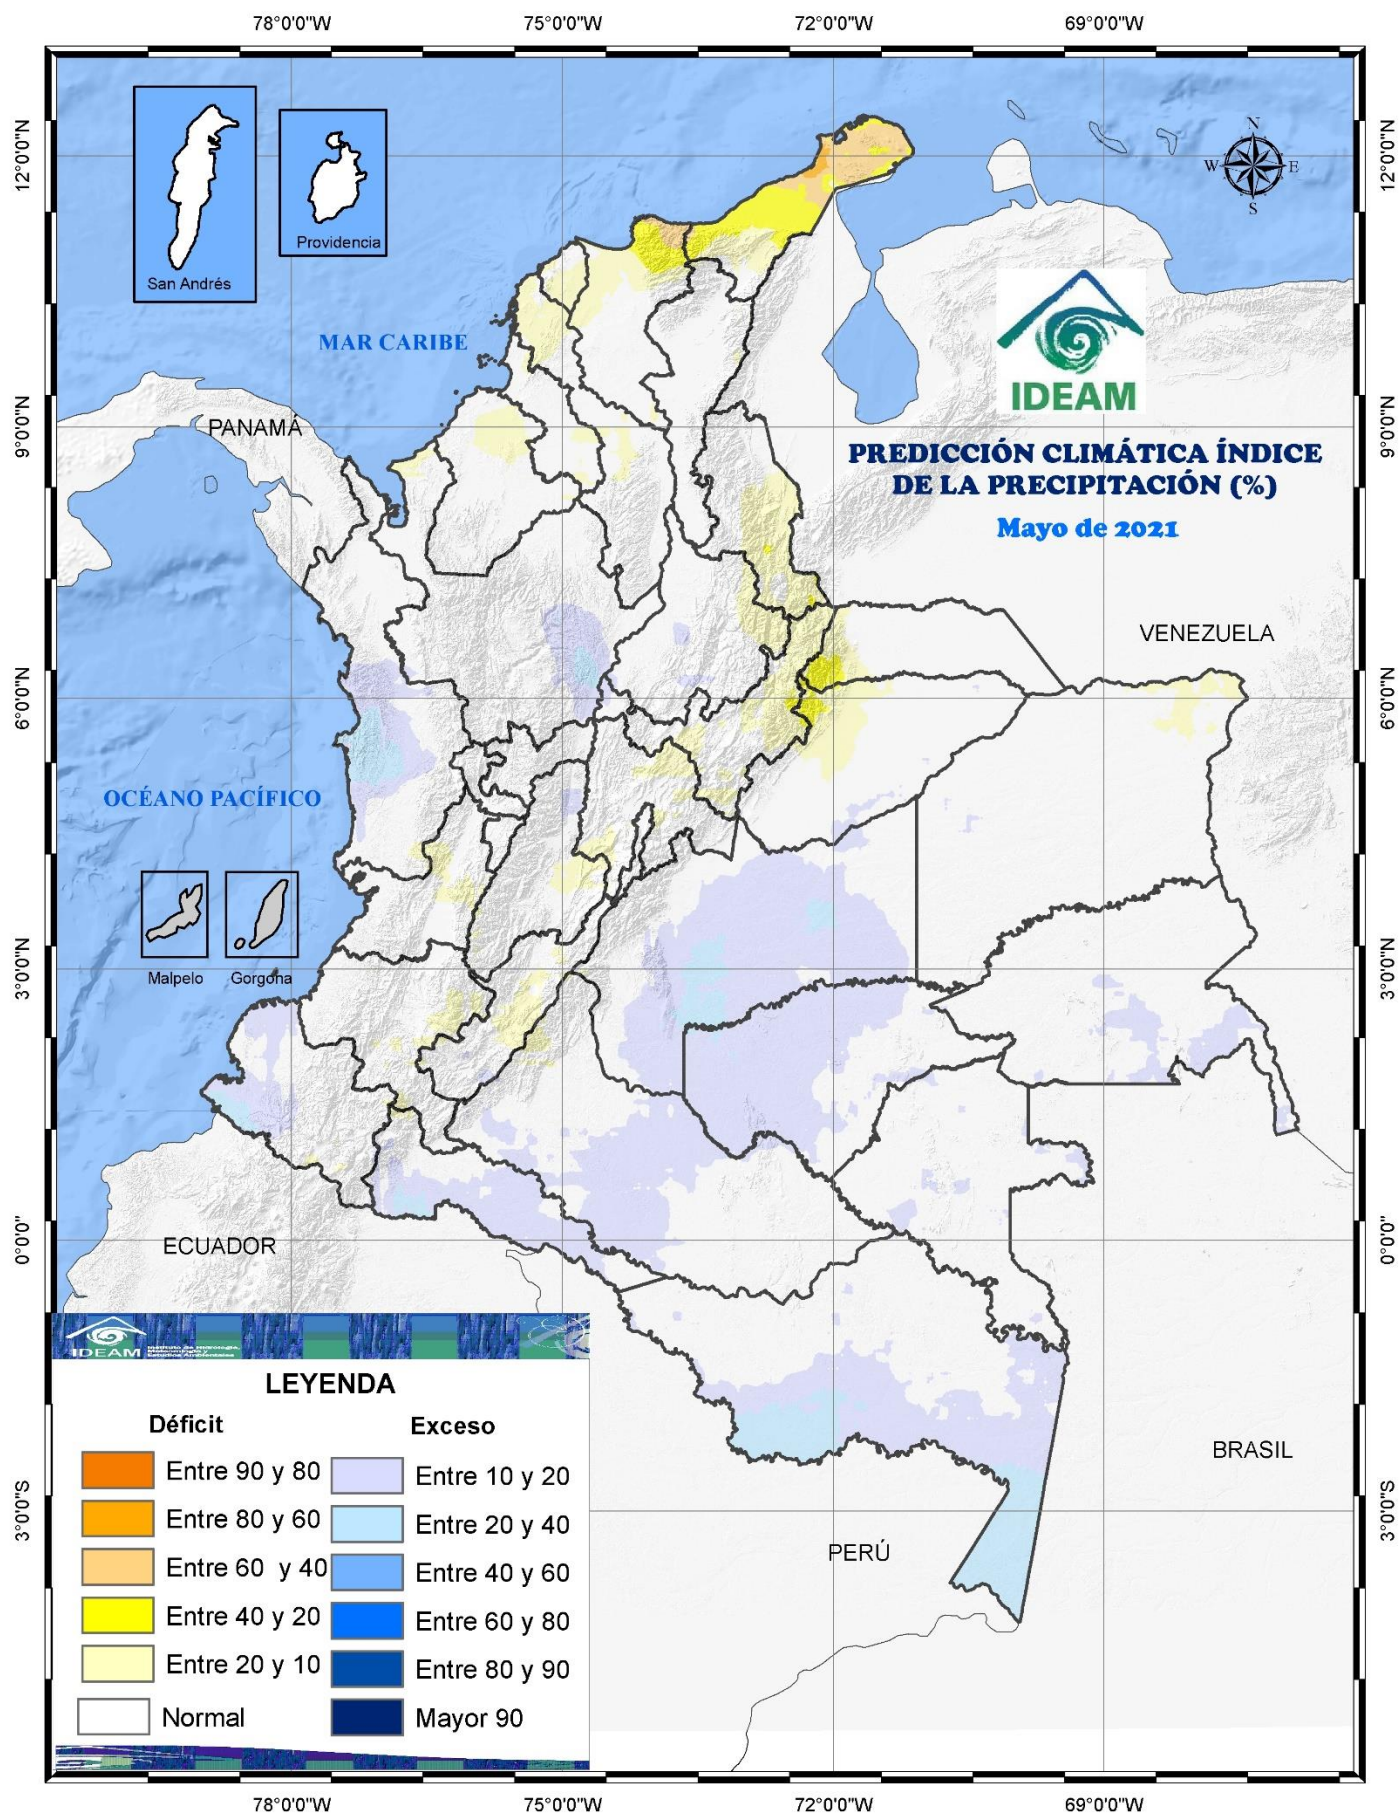 78°0'0"W
75°0'0"W
72°0'0"W
69°0'0"W
12°0'0"N
12°0'0"N
N
W
E
S
Providencia
San Andrés
MAR CARIBE
IDEAM
9°0'0"N
9°0'0"N
PANAMÁ
PREDICCIÓN CLIMÁTICA ÍNDICE
DE LA PRECIPITACIÓN (%)
Mayo de 2021
VENEZUELA
6°0'0"N
6°0'0"N
OCÉANO PACÍFICO
3°0'0"N
3°0'0"N
Malpelo
Gorgona
0°0'0"
0°0'0"
ECUADOR
IDEAM
Instituto de Hidrología,
Meteorología y
Estudios Ambientales
LEYENDA
Déficit
Exceso
Entre 90 y 80
Entre 10 y 20
Entre 80 y 60
Entre 20 y 40
Entre 60 y 40
Entre 40 y 60
Entre 40 y 20
Entre 60 y 80
Entre 20 y 10
Entre 80 y 90
Normal
Mayor 90
BRASIL
3°0'0"S
3°0'0"S
PERÚ
78°0'0"W
75°0'0"W
72°0'0"W
69°0'0"W